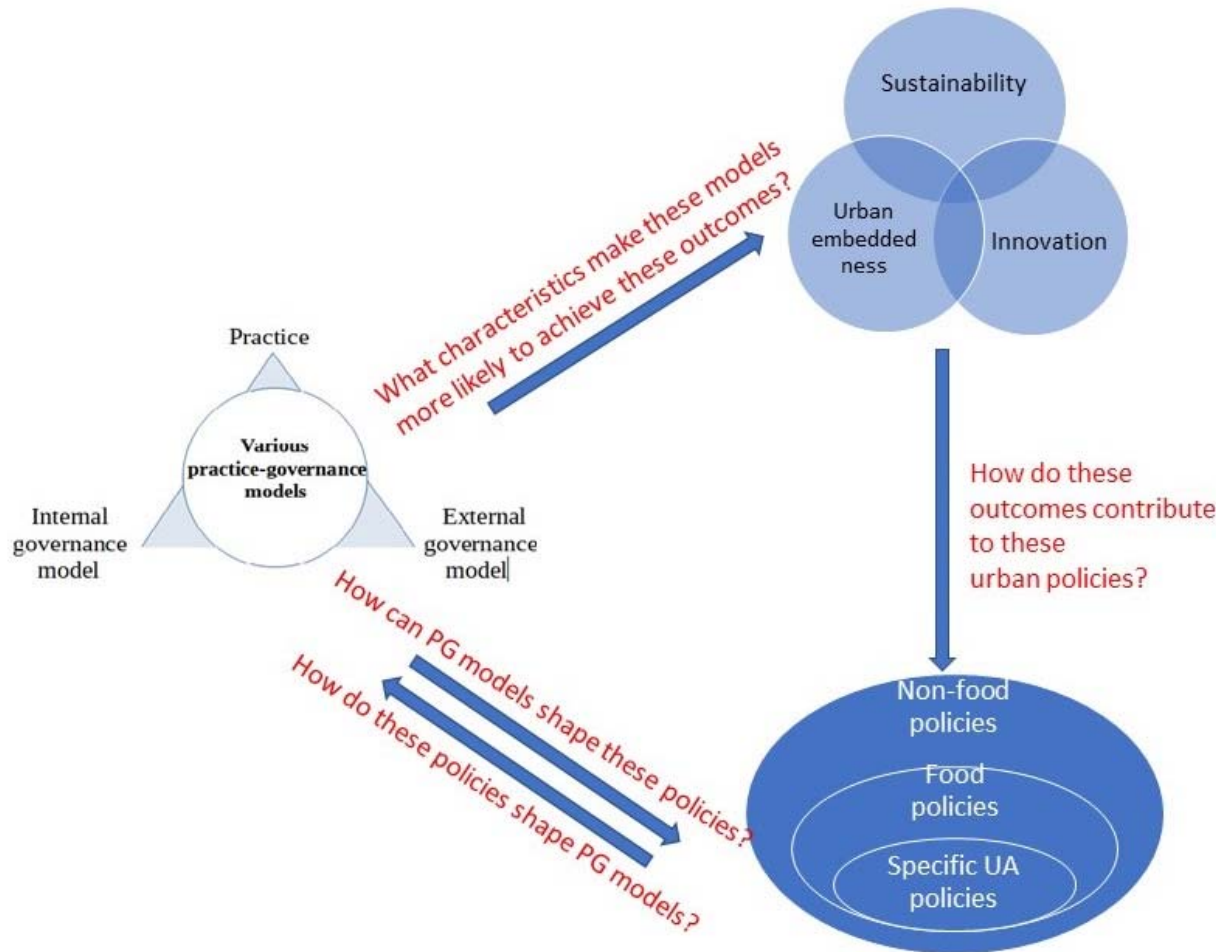 Sustainability
Urban
embedded
ness
Innovation
What characteristics make these models
more likely to achieve these outcomes?
Practice
Various
practice-governance
models
Internal
governance
model
External
governance
model
How do these
outcomes contribute
to these
urban policies?
How can PG models shape these policies?
How do these policies shape PG models?
Non-food
policies
Food
policies
Specific UA
policies